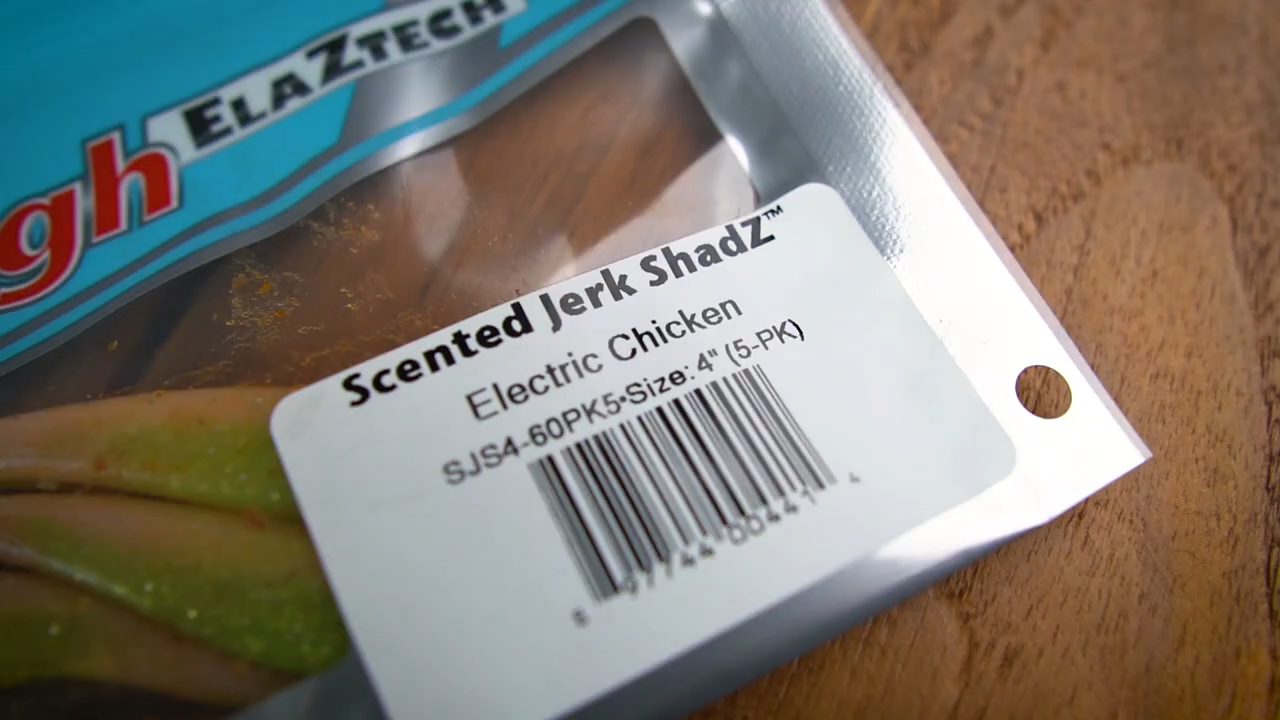 ElaZtech
gh
Scented Jerk ShadZ™
Electric Chicken
SJS4-60PK5•Size: 4" (5-PK)